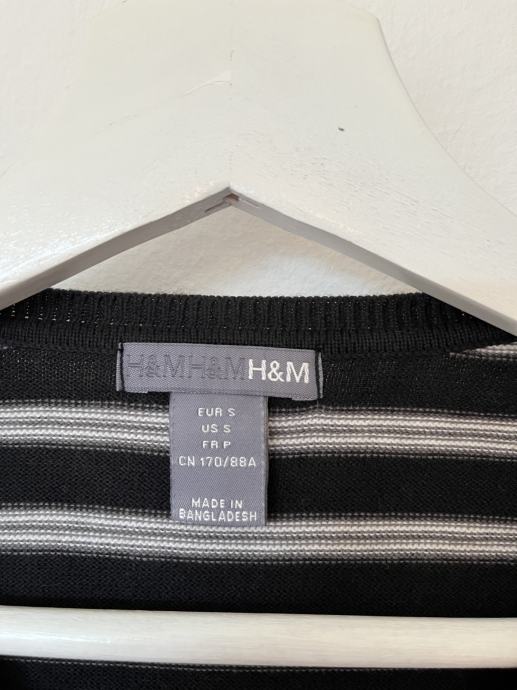 H&MH&MH&M
EUR S
US S
FR P
CN 170/88A
MADE IN
BANGLADESH